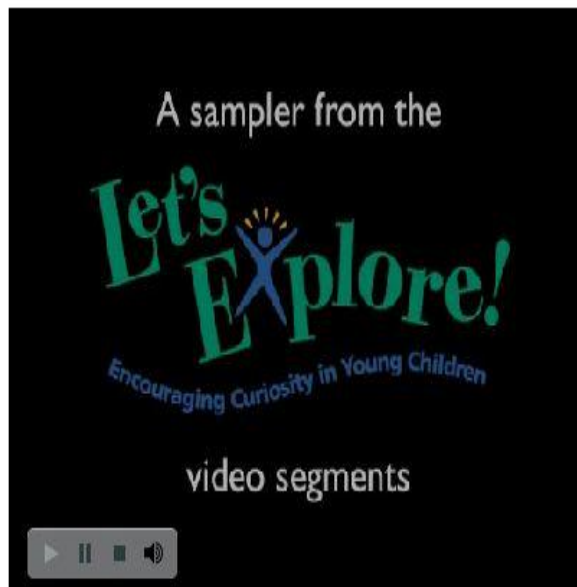 A sampler from the
Let's
Explore!
Encouraging Curiosity in Young Children
video segments